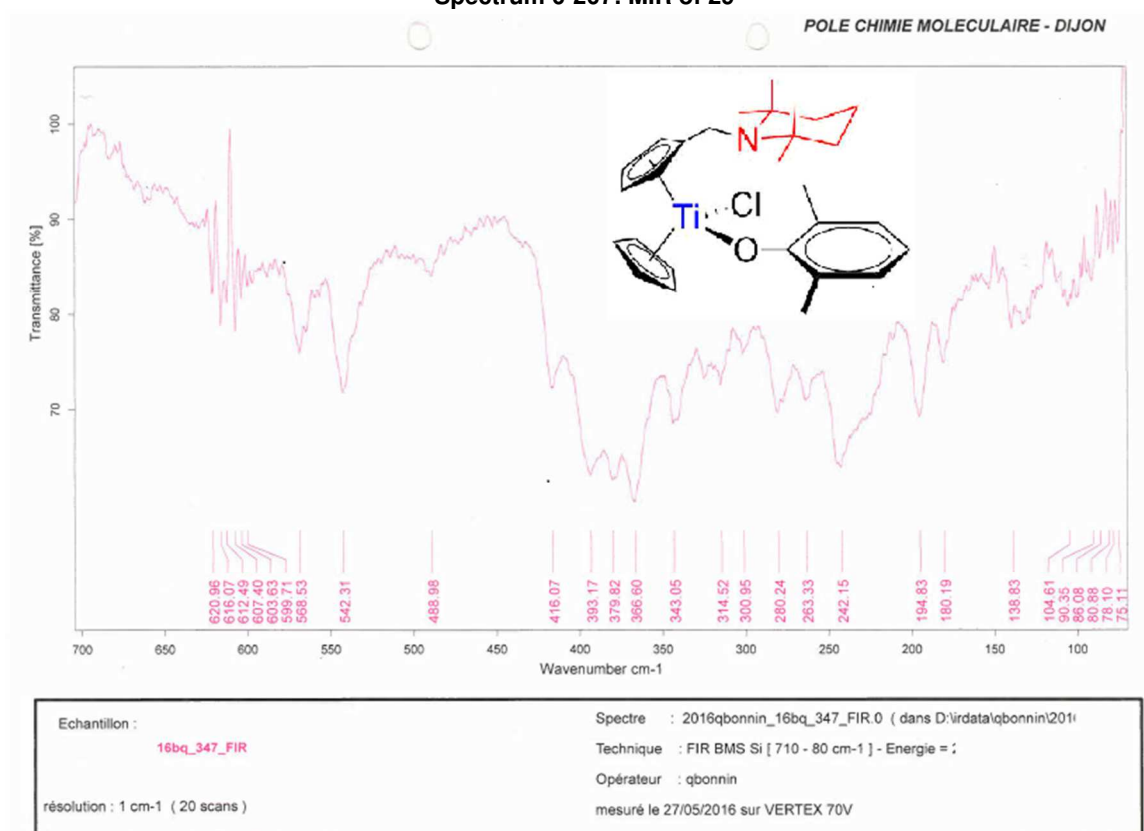 POLE CHIMIE MOLECULAIRE - DIJON
Transmittance [%]
100
90
80
70
N
Ti
Cl
O
620.96
616.07
612.49
607.40
603.63
599.71
568.53
542.31
488.98
416.07
393.17
379.82
366.60
343.05
314.52
300.95
280.24
263.33
242.15
194.83
180.19
138.83
104.61
90.35
86.08
80.88
78.10
75.11
700 650 600 550 500 450 400 350 300 250 200 150 100
Wavenumber cm-1
Echantillon :
16bq_347_FIR
résolution : 1 cm-1 ( 20 scans )
Spectre : 2016qbonnin_16bq_347_FIR.0 ( dans D:\irdata\qbonnin\201
Technique : FIR BMS Si [ 710 - 80 cm-1 ] - Energie =
Opérateur : qbonnin
mesuré le 27/05/2016 sur VERTEX 70V